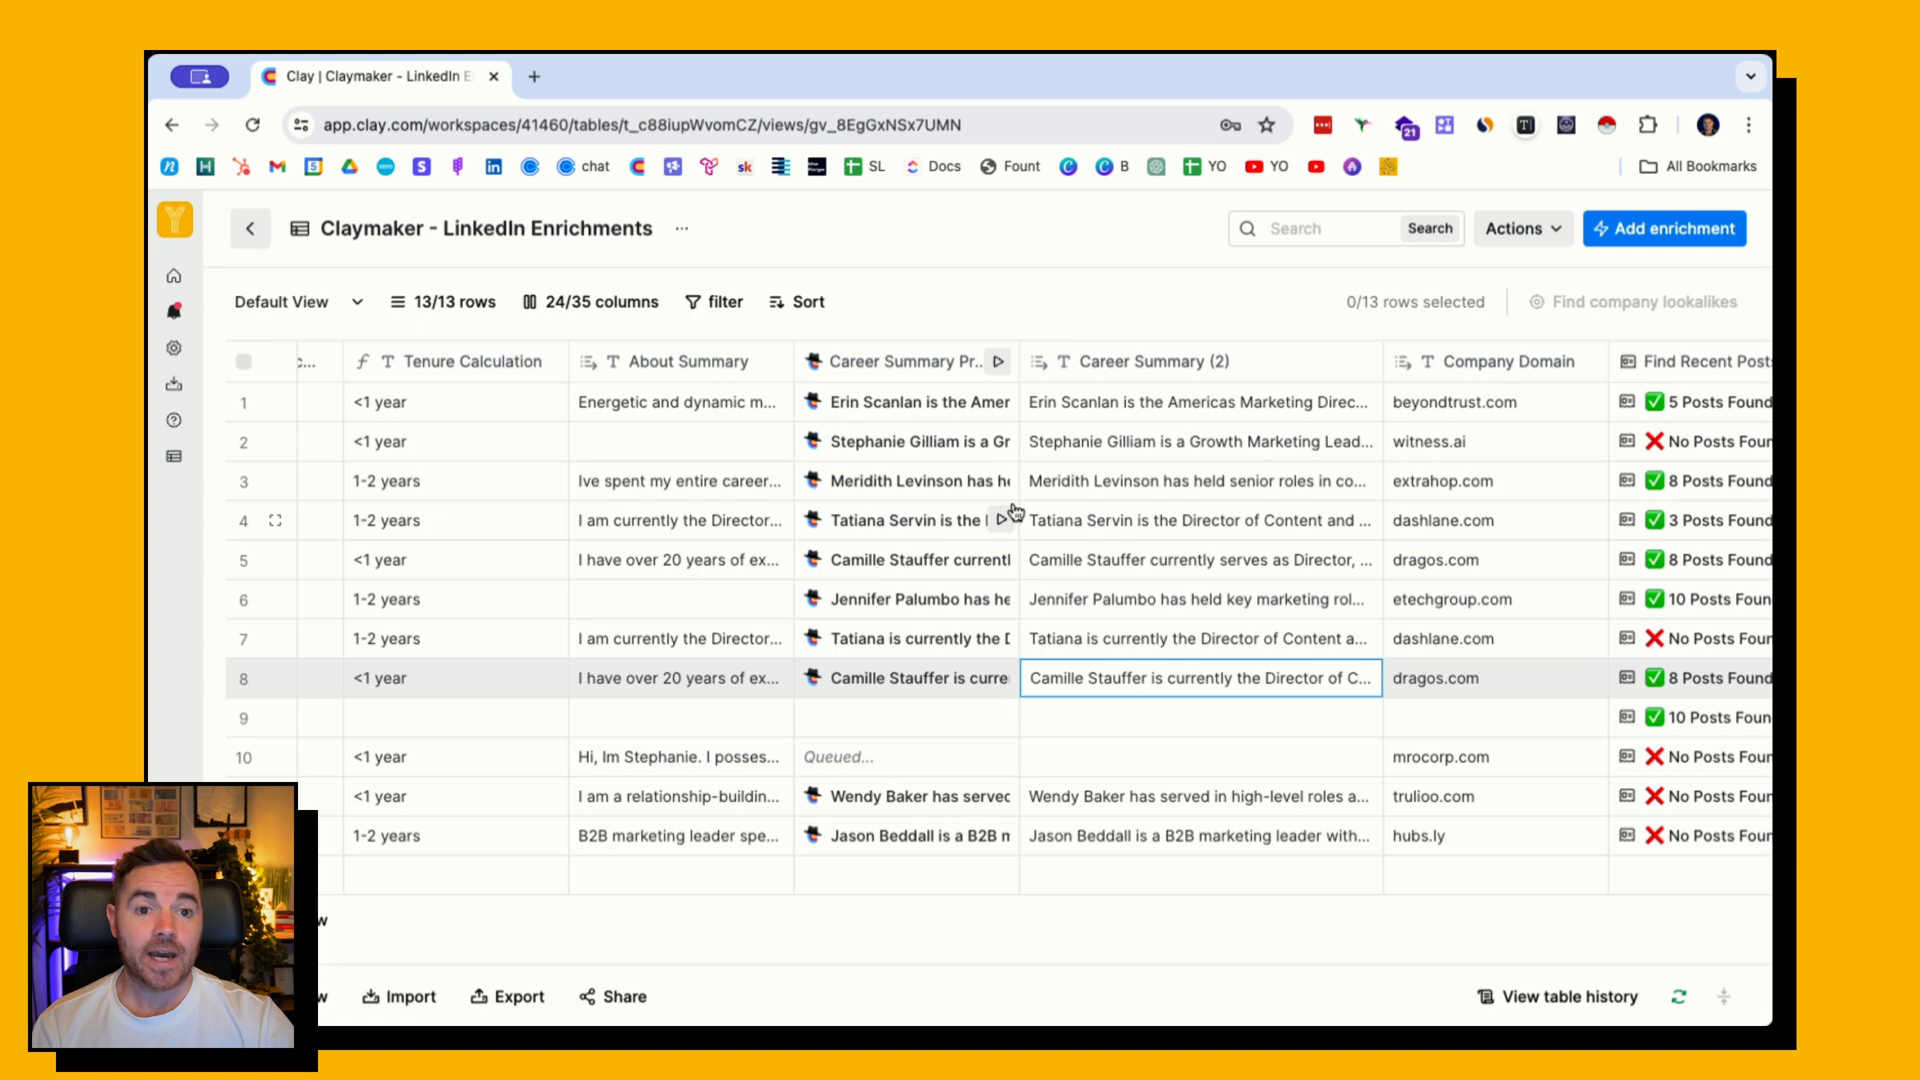 Clay | Claymaker - LinkedIn E
app.clay.com/workspaces/41460/tables/t_c88iupWvomCZ/views/gv_8EgGxNSx7UMN
21
chat
sk
SL
Docs
Fount
B
YO
YO
All Bookmarks
Claymaker - LinkedIn Enrichments
Search
Search
Actions
Add enrichment
Default View
13/13 rows
24/35 columns
filter
Sort
0/13 rows selected
Find company lookalikes
c...
Tenure Calculation
About Summary
Career Summary Pr..
Career Summary (2)
Company Domain
Find Recent Posts
1 <1 year Energetic and dynamic m... Erin Scanlan is the Amer Erin Scanlan is the Americas Marketing Direc... beyondtrust.com 5 Posts Found
2 <1 year Stephanie Gilliam is a Gr Stephanie Gilliam is a Growth Marketing Lead... witness.ai No Posts Foun
3 1-2 years Ive spent my entire career... Meridith Levinson has he Meridith Levinson has held senior roles in co... extrahop.com 8 Posts Found
4 1-2 years I am currently the Director... Tatiana Servin is the Tatiana Servin is the Director of Content and ... dashlane.com 3 Posts Found
5 <1 year I have over 20 years of ex... Camille Stauffer currentl Camille Stauffer currently serves as Director, ... dragos.com 8 Posts Found
6 1-2 years Jennifer Palumbo has he Jennifer Palumbo has held key marketing rol... etechgroup.com 10 Posts Foun
7 1-2 years I am currently the Director... Tatiana is currently the D Tatiana is currently the Director of Content a... dashlane.com No Posts Foun
8 <1 year I have over 20 years of ex... Camille Stauffer is curre Camille Stauffer is currently the Director of C... dragos.com 8 Posts Found
9 10 Posts Foun
10 <1 year Hi, Im Stephanie. I posses... Queued... mrocorp.com No Posts Foun
<1 year I am a relationship-buildin... Wendy Baker has served Wendy Baker has served in high-level roles a... trulioo.com No Posts Foun
1-2 years B2B marketing leader spe... Jason Beddall is a B2B m Jason Beddall is a B2B marketing leader with... hubs.ly No Posts Foun
w
w
Import
Export
Share
View table history